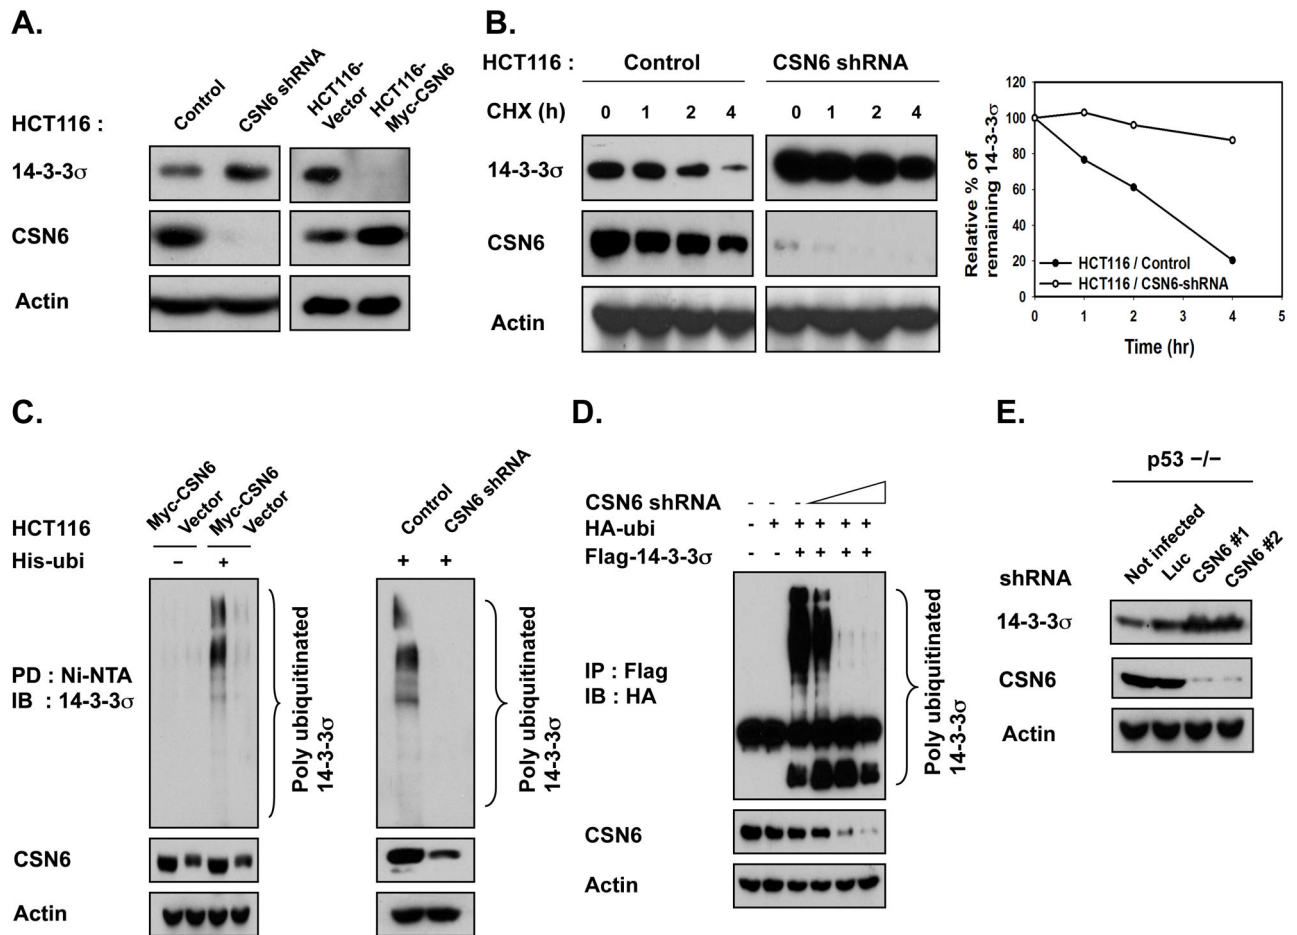 A.
HCT116 :
Control
CSN6 shRNA
HCT116-
Vector
HCT116-
Myc-CSN6
14-3-3σ
CSN6
Actin
B.
HCT116 :
Control
CSN6 shRNA
CHX (h)
0 1 2 4
0 1 2 4
14-3-3σ
CSN6
Actin
Relative % of
remaining 14-3-3σ
120
100
80
60
40
20
0
HCT116 / Control
HCT116 / CSN6-shRNA
0 1 2 3 4 5
Time (hr)
C.
HCT116
Myc-CSN6
Vector
Myc-CSN6
Vector
His-ubi
− +
PD : Ni-NTA
IB : 14-3-3σ
Poly ubiquitinated
14-3-3σ
CSN6
Actin
Control
CSN6 shRNA
+ +
Poly ubiquitinated
14-3-3σ
D.
CSN6 shRNA - - -
HA-ubi - + + + + +
Flag-14-3-3σ - - + + + +
IP : Flag
IB : HA
Poly ubiquitinated
14-3-3σ
CSN6
Actin
E.
p53 −/−
shRNA
Not infected
Luc
CSN6 #1
CSN6 #2
14-3-3σ
CSN6
Actin